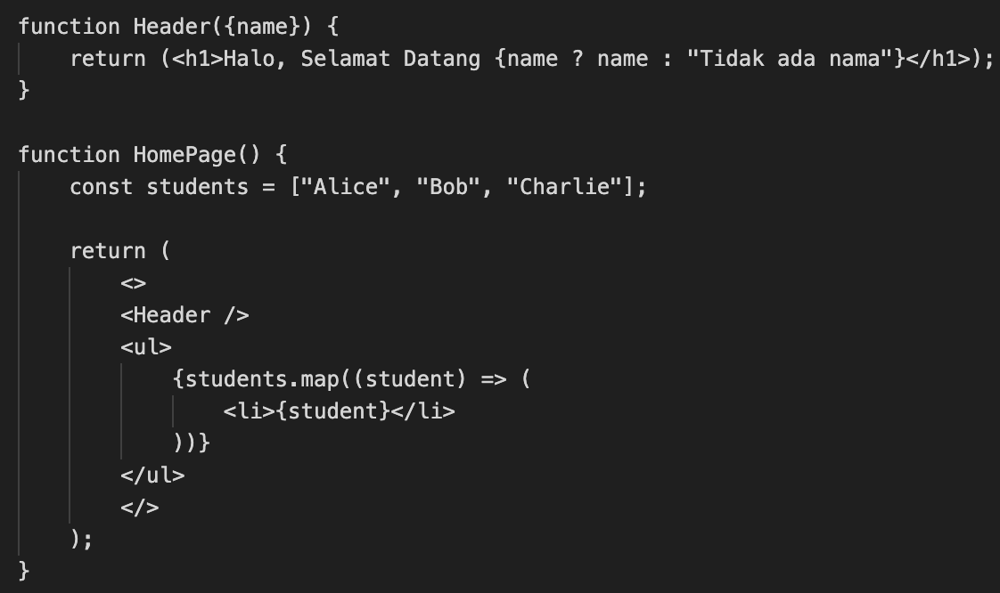 function Header({name}) {
    return (<h1>Halo, Selamat Datang {name ? name : "Tidak ada nama"}</h1>);
}

function HomePage() {
    const students = ["Alice", "Bob", "Charlie"];

    return (
        <>
        <Header />
        <ul>
            {students.map((student) => (
                <li>{student}</li>
            ))}
        </ul>
        </>
    );
}